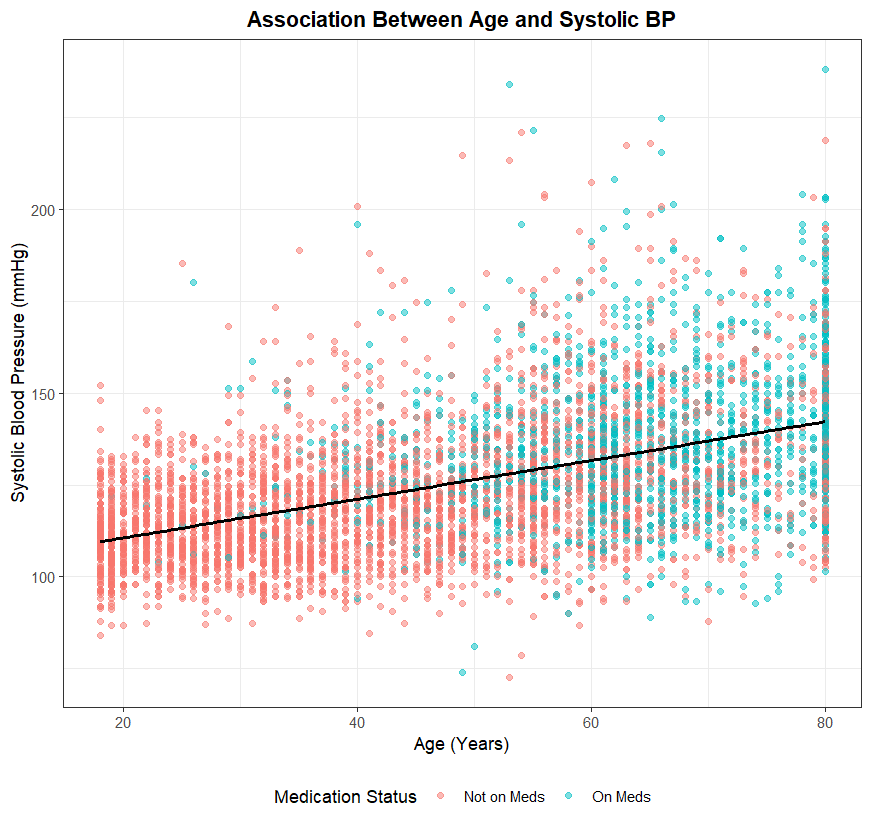 Association Between Age and Systolic BP
Systolic Blood Pressure (mmHg)
200
150
100
20 40 60 80
Age (Years)
Medication Status Not on Meds On Meds